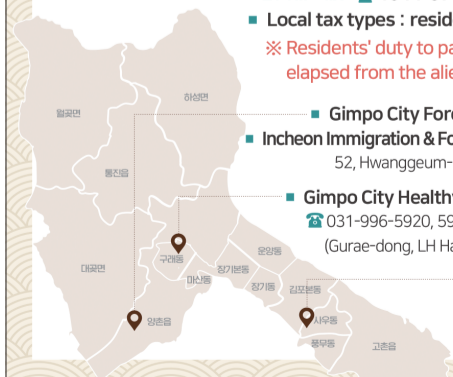 ■ Local tax types : resid
※ Residents' duty to pa
elapsed from the alie
하성면
월곶면
■ Gimpo City For
■ Incheon Immigration & Fo
52, Hwanggeum-
통진읍
■ Gimpo City Healthy
☎ 031-996-5920, 59
(Gurae-dong, LH Ha
운양동
구래동
대곶면
장기본동
마산동
장기동
김포본동
양촌읍
사우동
풍무동
고촌읍